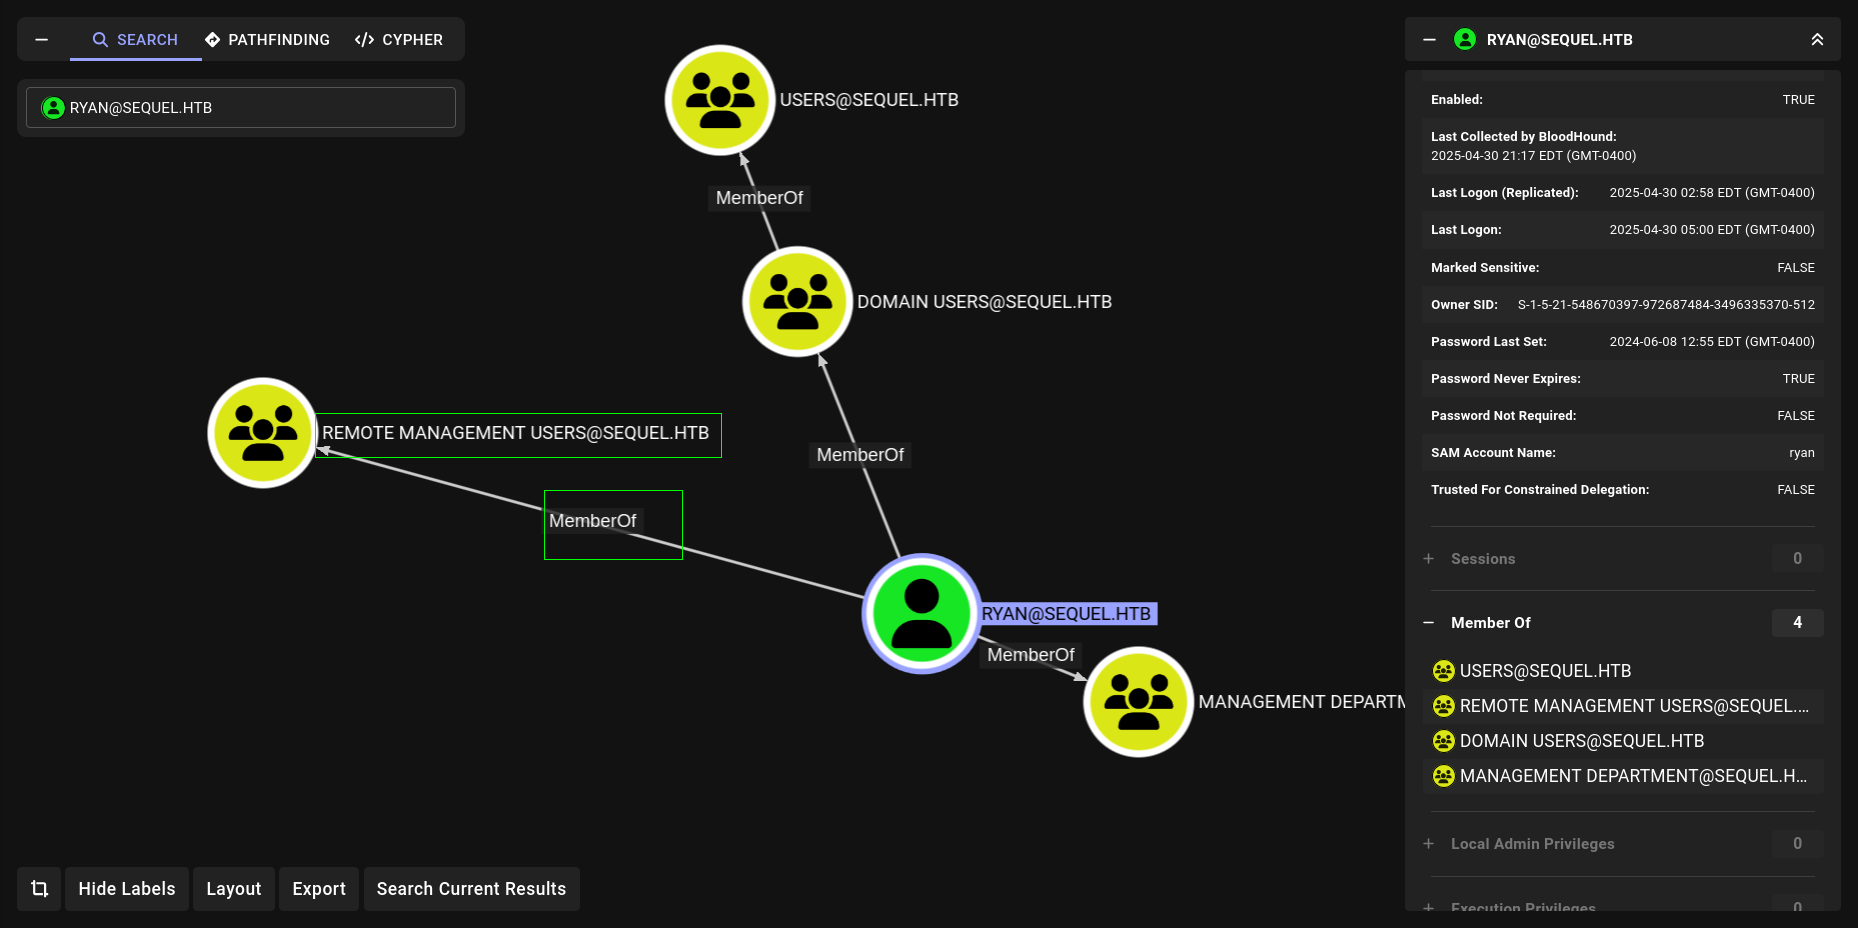 SEARCH
PATHFINDING
CYPHER
RYAN@SEQUEL.HTB
USERS@SEQUEL.HTB
MemberOf
DOMAIN USERS@SEQUEL.HTB
REMOTE MANAGEMENT USERS@SEQUEL.HTB
MemberOf
MemberOf
RYAN@SEQUEL.HTB
MemberOf
MANAGEMENT DEPARTM
Hide Labels
Layout
Export
Search Current Results
RYAN@SEQUEL.HTB
Enabled: TRUE
Last Collected by BloodHound:
2025-04-30 21:17 EDT (GMT-0400)
Last Logon (Replicated): 2025-04-30 02:58 EDT (GMT-0400)
Last Logon: 2025-04-30 05:00 EDT (GMT-0400)
Marked Sensitive: FALSE
Owner SID: S-1-5-21-548670397-972687484-3496335370-512
Password Last Set: 2024-06-08 12:55 EDT (GMT-0400)
Password Never Expires: TRUE
Password Not Required: FALSE
SAM Account Name: ryan
Trusted For Constrained Delegation: FALSE
Sessions 0
Member Of 4
USERS@SEQUEL.HTB
REMOTE MANAGEMENT USERS@SEQUEL....
DOMAIN USERS@SEQUEL.HTB
MANAGEMENT DEPARTMENT@SEQUEL.H...
Local Admin Privileges 0
Execution Privileges 0